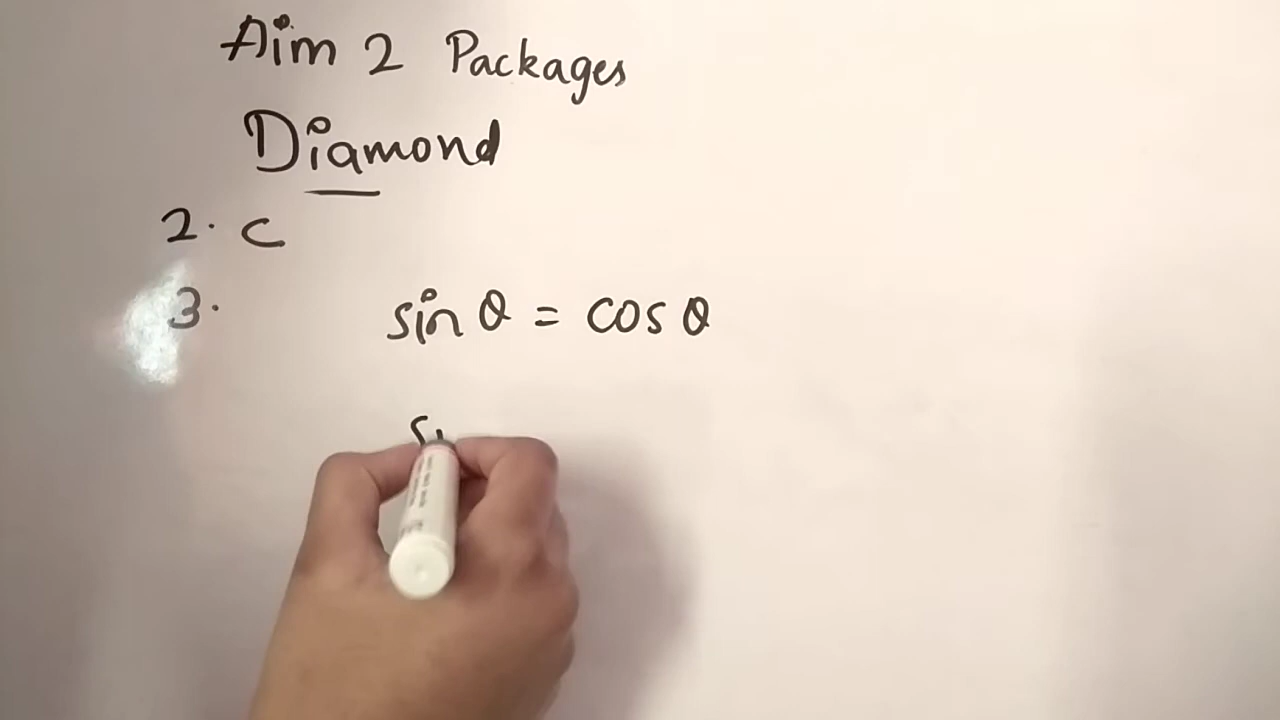 Aim 2 Packages
Diamond
2. C
3. sin θ = cos θ